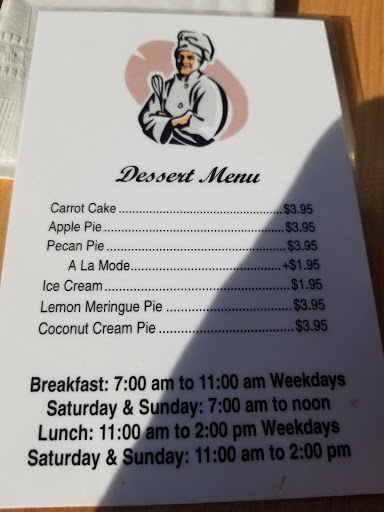 Dessert Menu
Carrot Cake.................................................$3.95
Apple Pie......................................................$3.95
Pecan Pie.....................................................$3.95
A La Mode.............................................+$1.95
Ice Cream.....................................................$1.95
Lemon Meringue Pie ...................................$3.95
Coconut Cream Pie .....................................$3.95
Breakfast: 7:00 am to 11:00 am Weekdays
Saturday & Sunday: 7:00 am to noon
Lunch: 11:00 am to 2:00 pm Weekdays
Saturday & Sunday: 11:00 am to 2:00 pm